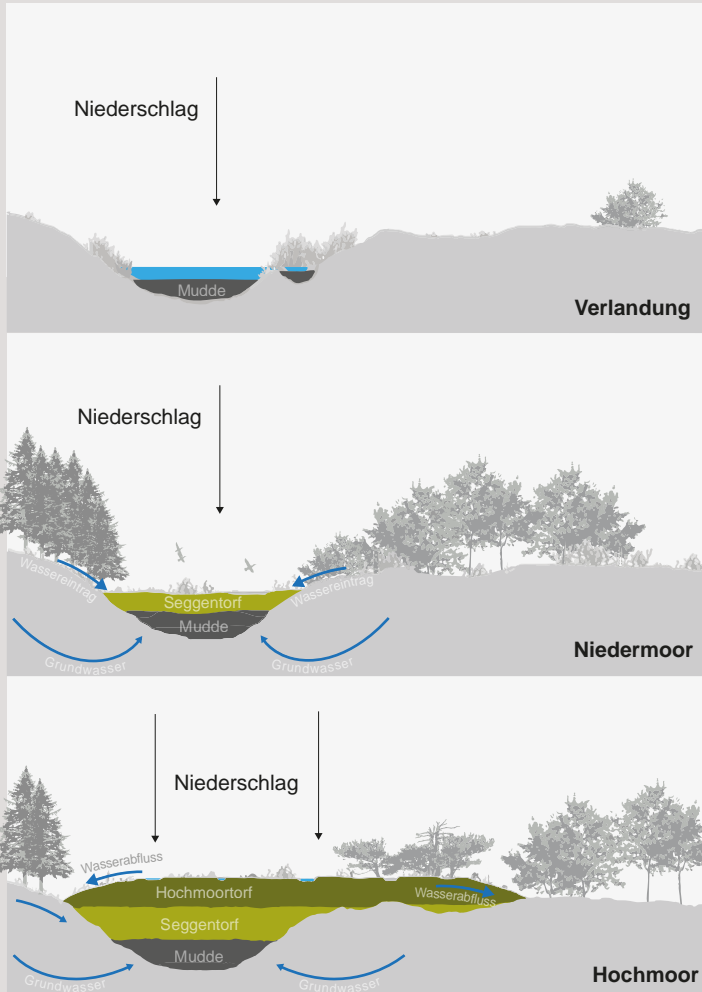 Niederschlag
Mudde
Verlandung
Niederschlag
Wassereintrag
Wassereintrag
Seggentorf
Mudde
Grundwasser
Grundwasser
Niedermoor
Niederschlag
Wasserabfluss
Hochmoortorf
Wasserabfluss
Seggentorf
Mudde
Grundwasser
Grundwasser
Hochmoor